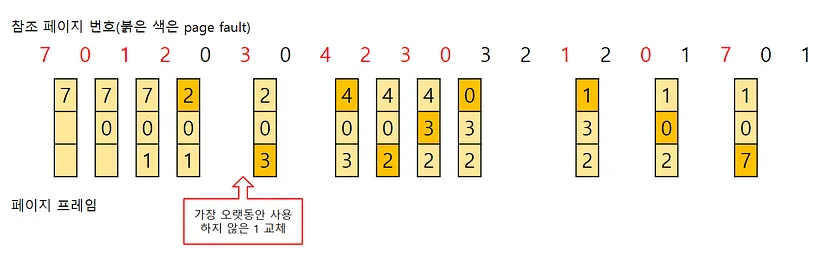 참조 페이지 번호(붉은 색은 page fault)
7 0 1 2 0 3 0 4 2 3 0 3 2 1 2 0 1 7 0 1
7 7 7 2 2 4 4 4 0 1 1 1
0 0 0 0 0 0 3 3 3 0 0
1 1 3 3 2 2 2 2 2 7
가장 오랫동안 사용
하지 않은 1 교체
페이지 프레임